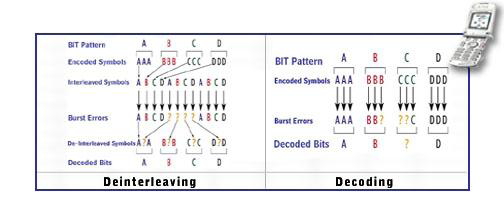 BIT Pattern A B C D
Encoded Symbols AAA BBB CCC DDD
Interleaved Symbols A B C D A B C D A B C D
Burst Errors A B C D ? ? ? ? A B C D
De-Interleaved Symbols A?A B?B C?C D?D
Decoded Bits A B C D
Deinterleaving
BIT Pattern A B C D
Encoded Symbols AAA BBB CCC DDD
Burst Errors AAA BB? ??C DDD
Decoded Bits A B ? D
Decoding